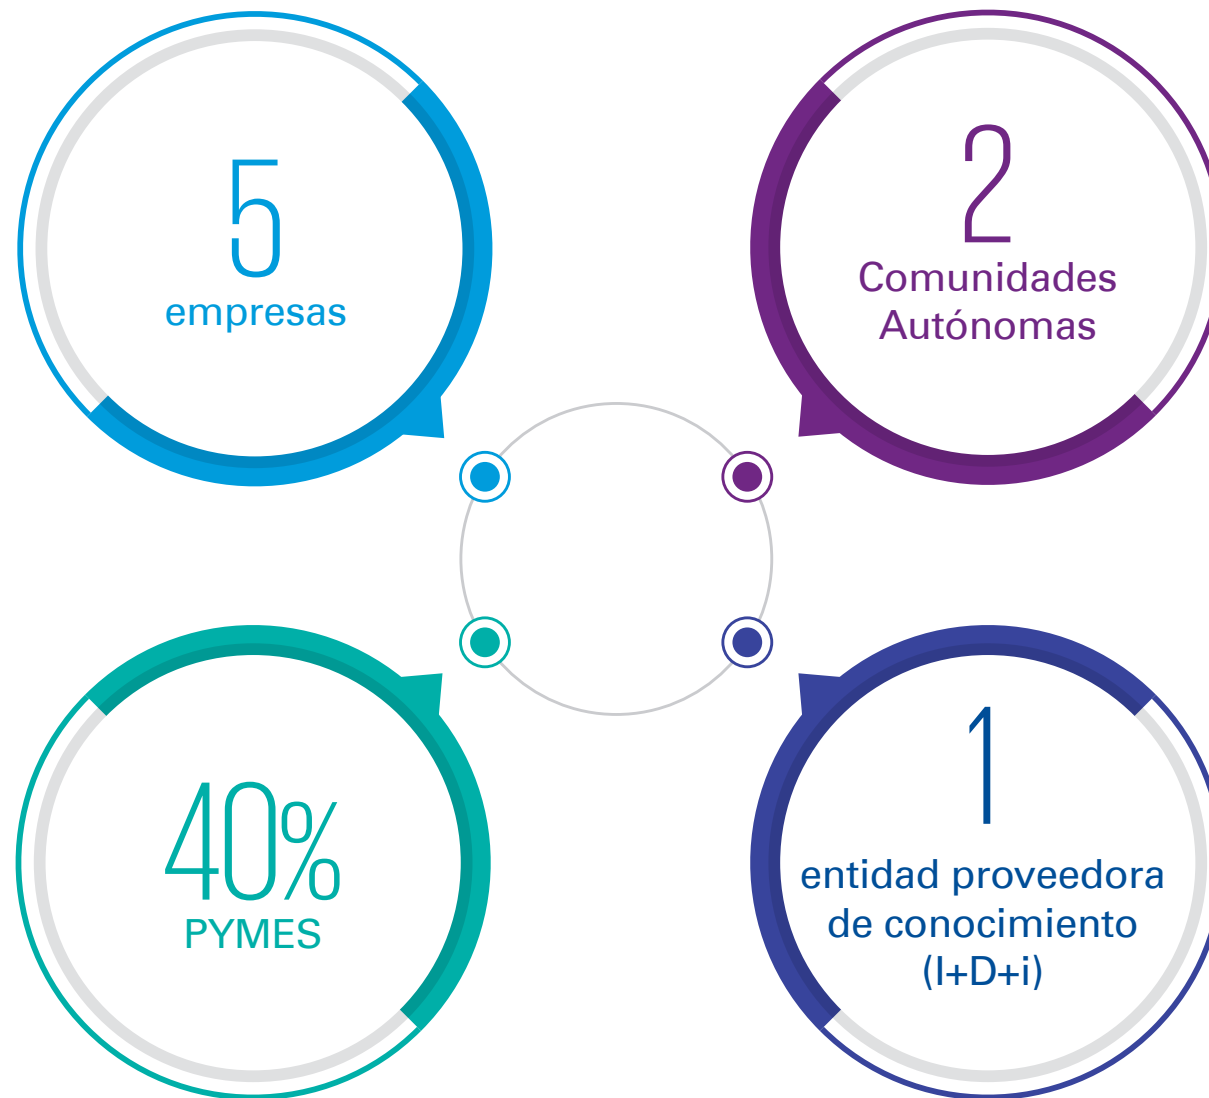 5
empresas
2
Comunidades
Autónomas
40%
PYMES
1
entidad proveedora
de conocimiento
(I+D+i)